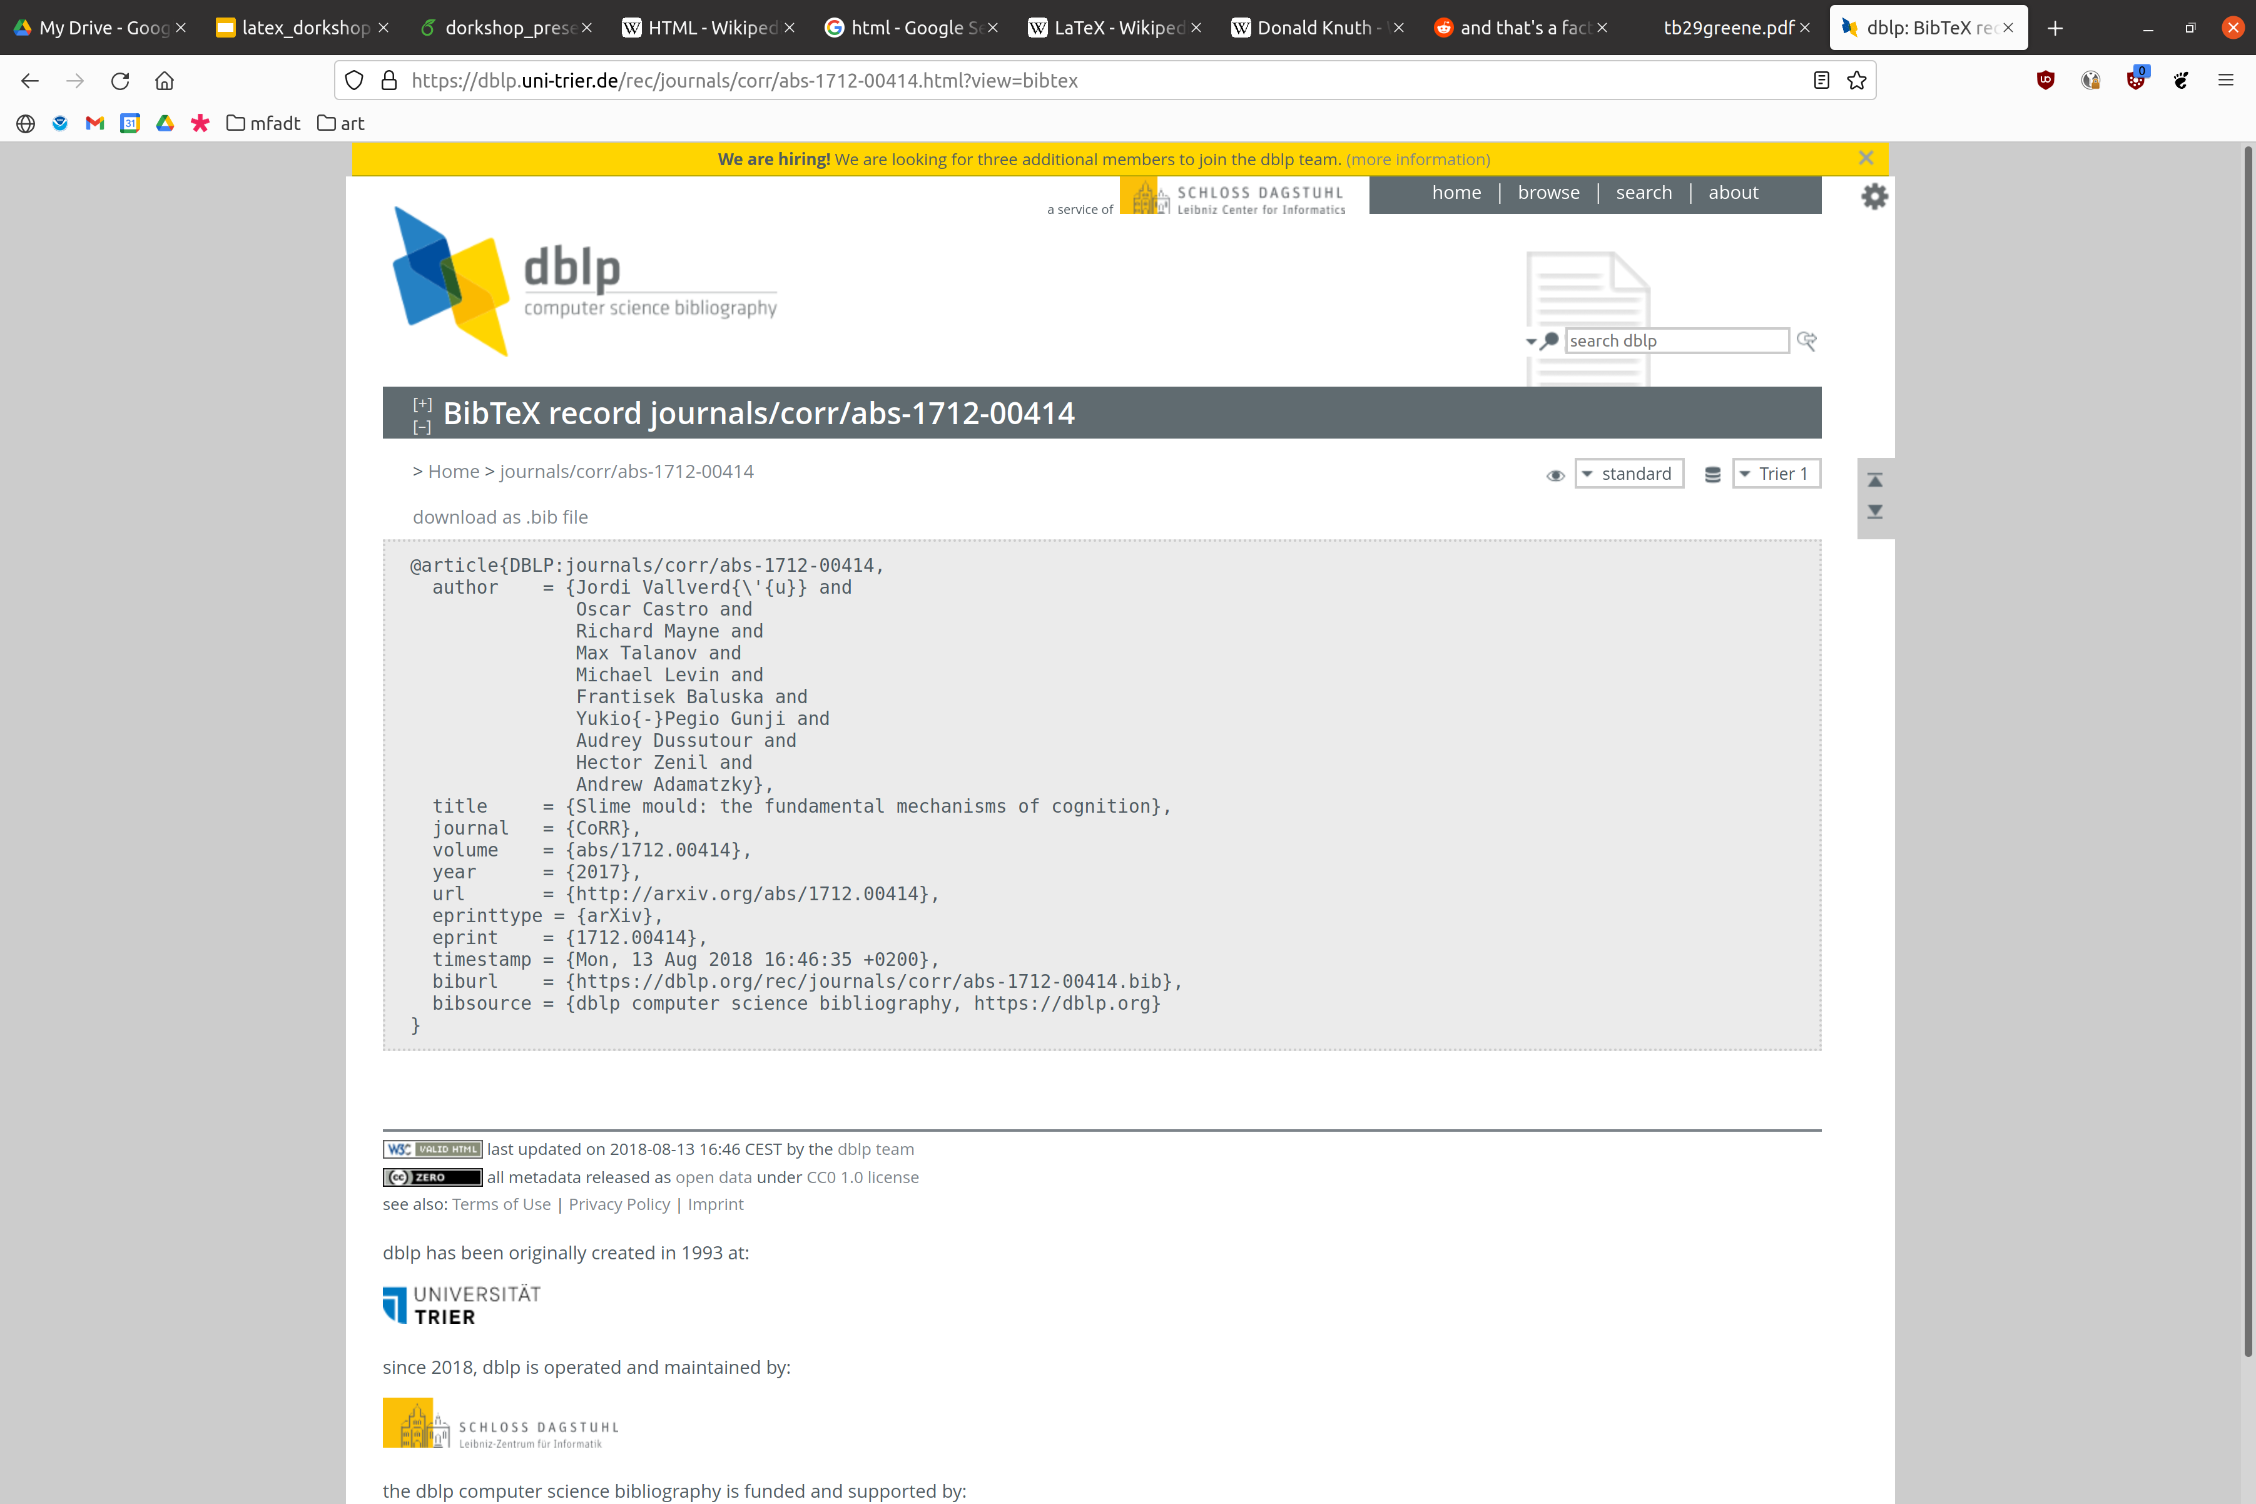 My Drive - Goog
latex_dorkshop
dorkshop_prese
HTML - Wikiped
html - Google Se
LaTeX - Wikiped
Donald Knuth -
and that's a fact
tb29greene.pdf
dblp: BibTeX rec
https://dblp.uni-trier.de/rec/journals/corr/abs-1712-00414.html?view=bibtex
0
31
mfadt
art
We are hiring! We are looking for three additional members to join the dblp team. (more information)
a service of
SCHLOSS DAGSTUHL
Leibniz Center for Informatics
home | browse | search | about
dblp
computer science bibliography
search dblp
[+]
[−]
BibTeX record journals/corr/abs-1712-00414
> Home > journals/corr/abs-1712-00414
standard
Trier 1
download as .bib file
@article{DBLP:journals/corr/abs-1712-00414,
author = {Jordi Vallverd{\'{u}} and
Oscar Castro and
Richard Mayne and
Max Talanov and
Michael Levin and
Frantisek Baluska and
Yukio{-}Pegio Gunji and
Audrey Dussutour and
Hector Zenil and
Andrew Adamatzky},
title = {Slime mould: the fundamental mechanisms of cognition},
journal = {CoRR},
volume = {abs/1712.00414},
year = {2017},
url = {http://arxiv.org/abs/1712.00414},
eprinttype = {arXiv},
eprint = {1712.00414},
timestamp = {Mon, 13 Aug 2018 16:46:35 +0200},
biburl = {https://dblp.org/rec/journals/corr/abs-1712-00414.bib},
bibsource = {dblp computer science bibliography, https://dblp.org}
}
W3C VALID HTML last updated on 2018-08-13 16:46 CEST by the dblp team
cc ZERO all metadata released as open data under CC0 1.0 license
see also: Terms of Use | Privacy Policy | Imprint
dblp has been originally created in 1993 at:
UNIVERSITÄT
TRIER
since 2018, dblp is operated and maintained by:
SCHLOSS DAGSTUHL
Leibniz-Zentrum für Informatik
the dblp computer science bibliography is funded and supported by: